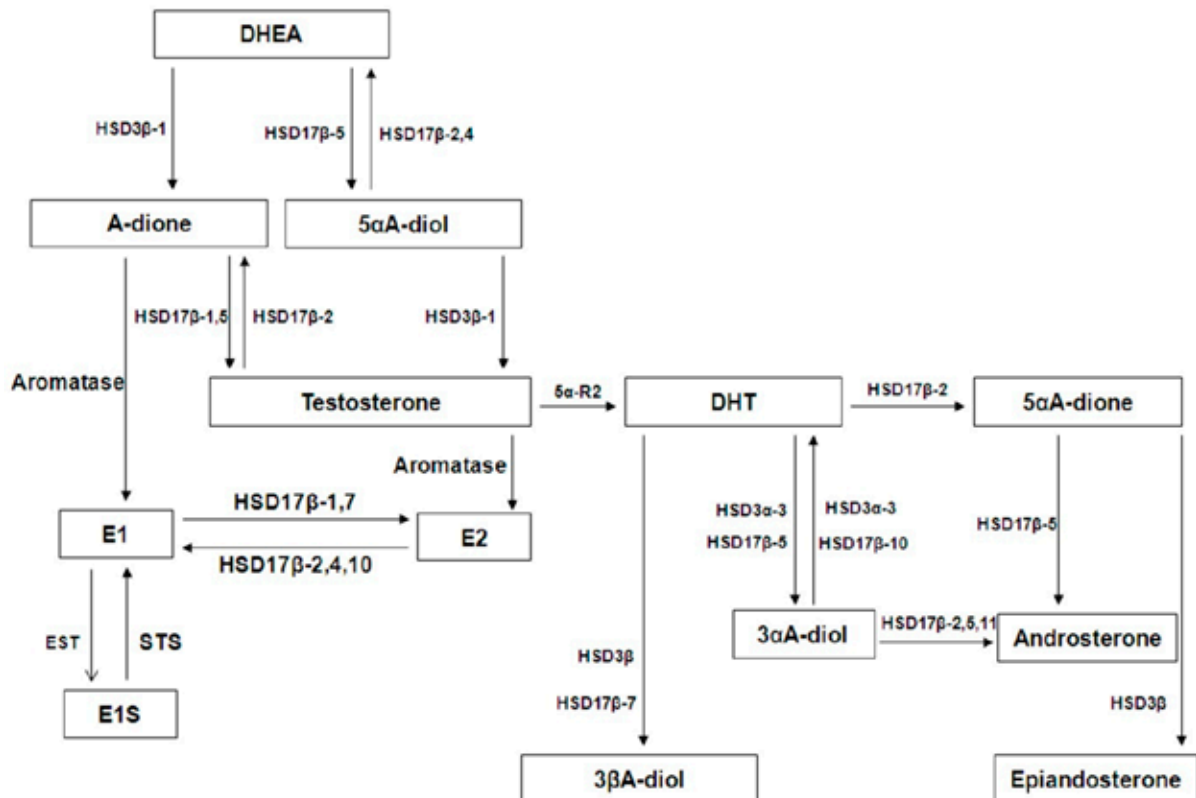 DHEA
HSD3β-1
HSD17β-5
HSD17β-2,4
A-dione
5αA-diol
HSD17β-1,5
HSD17β-2
HSD3β-1
Aromatase
Testosterone
5α-R2
DHT
HSD17β-2
5αA-dione
Aromatase
HSD17β-1,7
E1
E2
HSD17β-2,4,10
HSD3α-3
HSD17β-5
HSD3α-3
HSD17β-10
HSD17β-5
EST
STS
3αA-diol
HSD17β-2,5,11
Androsterone
HSD3β
HSD17β-7
HSD3β
E1S
3βA-diol
Epiandosterone